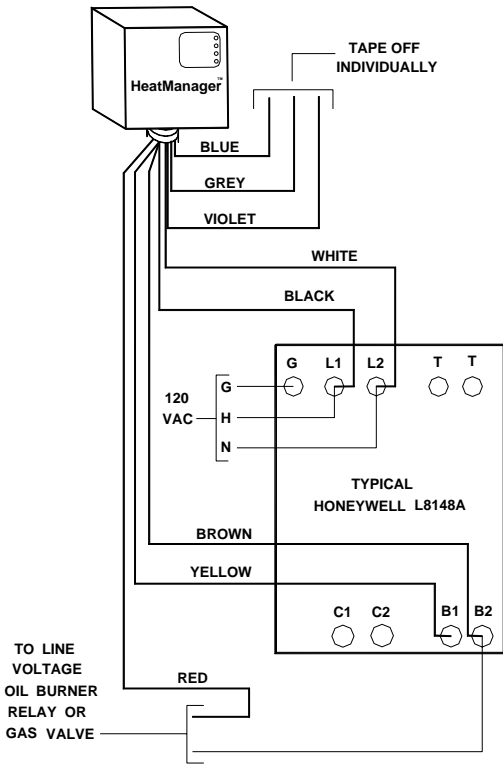 HeatManager™
TAPE OFF
INDIVIDUALLY
BLUE
GREY
VIOLET
WHITE
BLACK
G L1 L2 T T
120
VAC
G
H
N
TYPICAL
HONEYWELL L8148A
BROWN
YELLOW
C1 C2 B1 B2
TO LINE
VOLTAGE
OIL BURNER
RELAY OR
GAS VALVE
RED